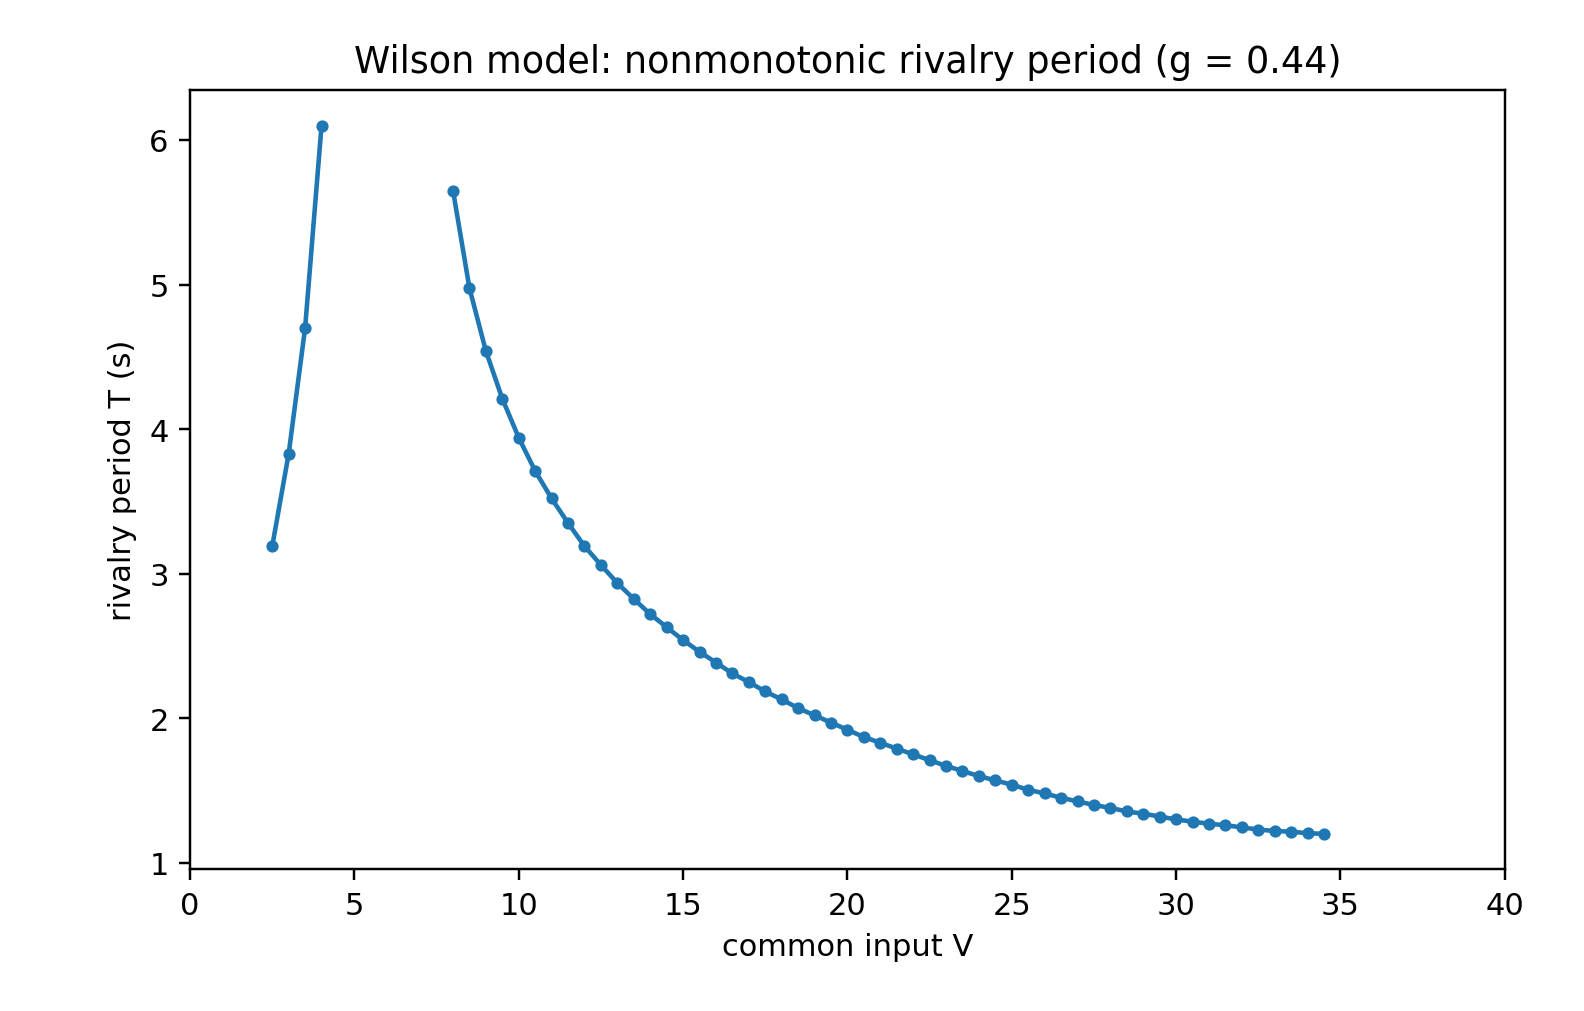 Wilson model: nonmonotonic rivalry period (g = 0.44)
rivalry period T (s)
6
5
4
3
2
1
0 5 10 15 20 25 30 35 40
common input V